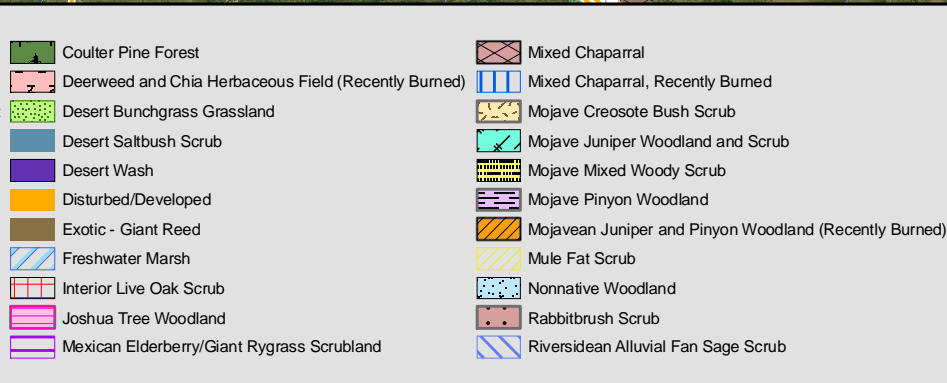 Coulter Pine Forest
Deerweed and Chia Herbaceous Field (Recently Burned)
Desert Bunchgrass Grassland
Desert Saltbush Scrub
Desert Wash
Disturbed/Developed
Exotic - Giant Reed
Freshwater Marsh
Interior Live Oak Scrub
Joshua Tree Woodland
Mexican Elderberry/Giant Rygrass Scrubland
Mixed Chaparral
Mixed Chaparral, Recently Burned
Mojave Creosote Bush Scrub
Mojave Juniper Woodland and Scrub
Mojave Mixed Woody Scrub
Mojave Pinyon Woodland
Mojavean Juniper and Pinyon Woodland (Recently Burned)
Mule Fat Scrub
Nonnative Woodland
Rabbitbrush Scrub
Riversidean Alluvial Fan Sage Scrub